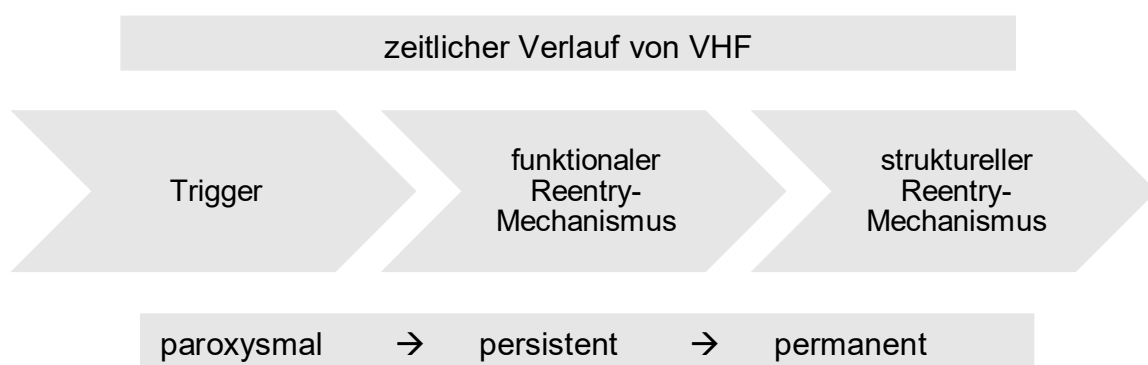 zeitlicher Verlauf von VHF
Trigger
funktionaler
Reentry-
Mechanismus
struktureller
Reentry-
Mechanismus
paroxysmal → persistent → permanent